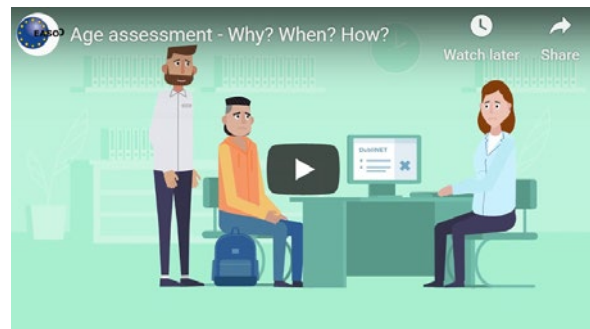 EASO
Age assessment - Why? When? How?
Watch later
Share
DubliNET